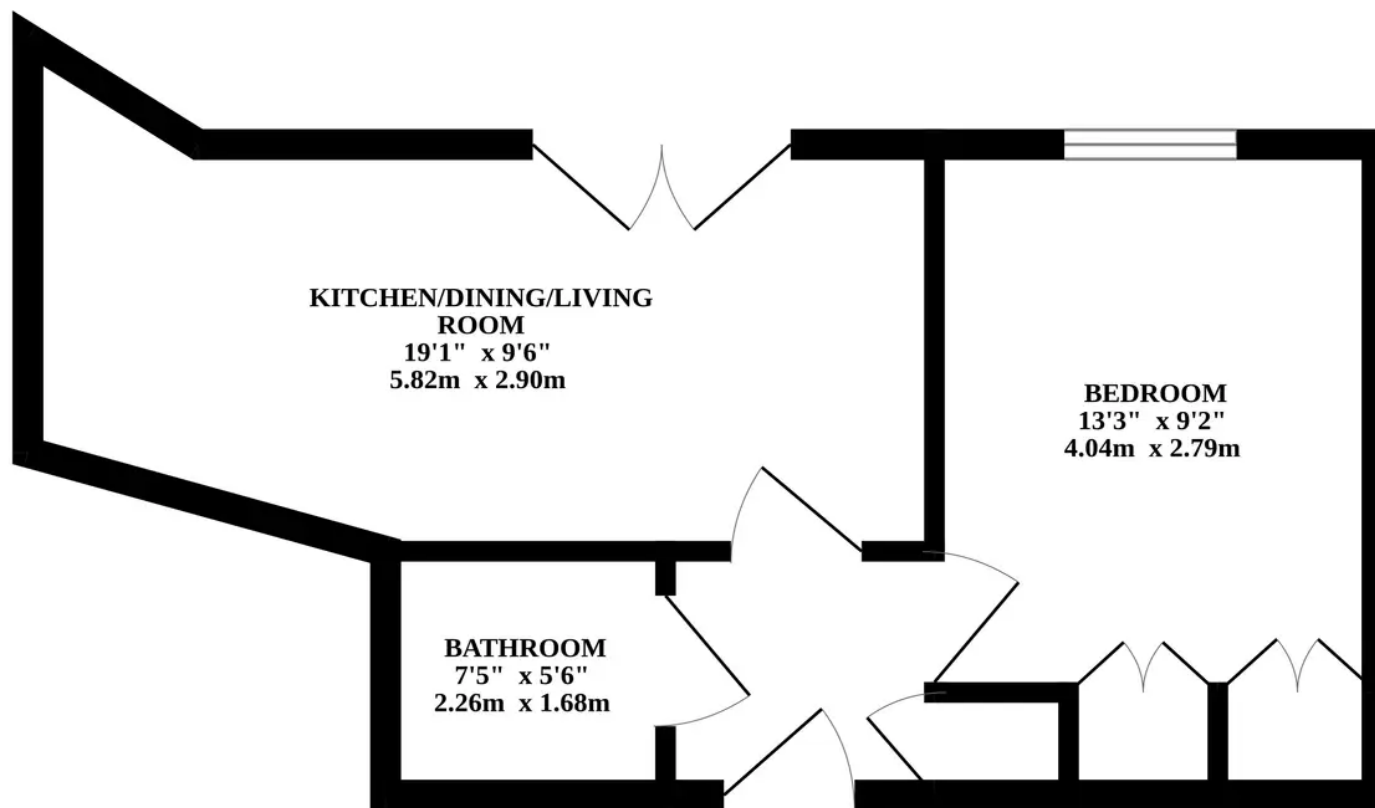 KITCHEN/DINING/LIVING
ROOM
19'1" x 9'6"
5.82m x 2.90m
BEDROOM
13'3" x 9'2"
4.04m x 2.79m
BATHROOM
7'5" x 5'6"
2.26m x 1.68m